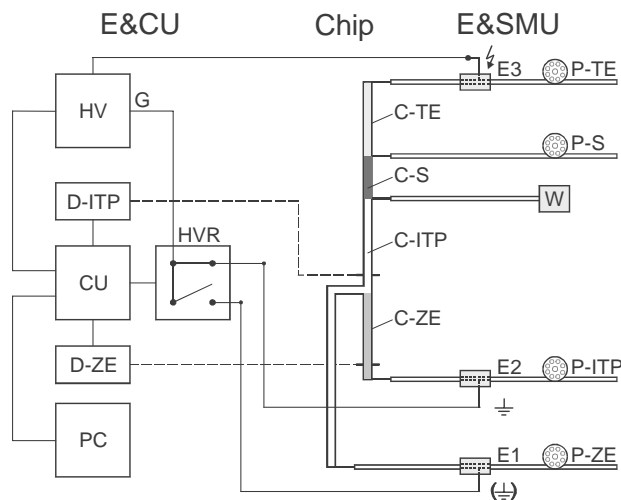 E&CU Chip E&SMU
E3 P-TE
HV G
C-TE
P-S
C-S
D-ITP
W
HVR
C-ITP
CU
C-ZE
D-ZE
E2 P-ITP
PC
E1 P-ZE
( )